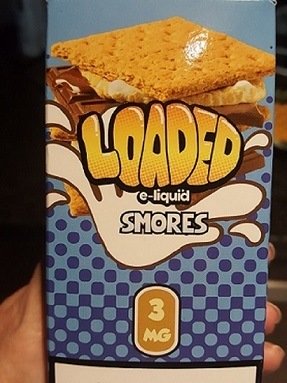 LOADED
e-liquid
SMORES
3
MG